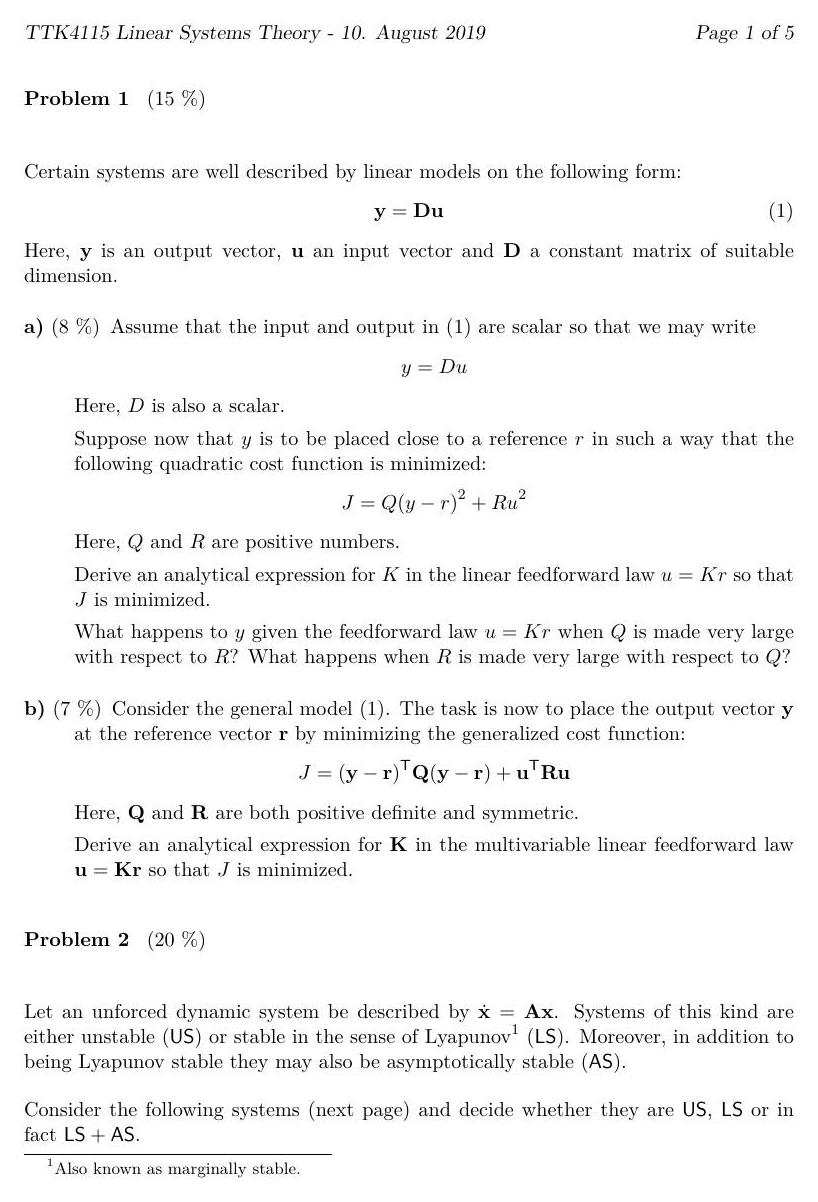 TTK4115 Linear Systems Theory - 10. August 2019 Page 1 of 5
Problem 1 (15 %)
Certain systems are well described by linear models on the following form:
y = Du (1)
Here, y is an output vector, u an input vector and D a constant matrix of suitable
dimension.
a) (8 %) Assume that the input and output in (1) are scalar so that we may write
y = Du
Here, D is also a scalar.
Suppose now that y is to be placed close to a reference r in such a way that the
following quadratic cost function is minimized:
J = Q(y − r)² + Ru²
Here, Q and R are positive numbers.
Derive an analytical expression for K in the linear feedforward law u = Kr so that
J is minimized.
What happens to y given the feedforward law u = Kr when Q is made very large
with respect to R? What happens when R is made very large with respect to Q?
b) (7 %) Consider the general model (1). The task is now to place the output vector y
at the reference vector r by minimizing the generalized cost function:
J = (y − r)ᵀQ(y − r) + uᵀRu
Here, Q and R are both positive definite and symmetric.
Derive an analytical expression for K in the multivariable linear feedforward law
u = Kr so that J is minimized.
Problem 2 (20 %)
Let an unforced dynamic system be described by ẋ = Ax. Systems of this kind are
either unstable (US) or stable in the sense of Lyapunov¹ (LS). Moreover, in addition to
being Lyapunov stable they may also be asymptotically stable (AS).
Consider the following systems (next page) and decide whether they are US, LS or in
fact LS + AS.
¹Also known as marginally stable.